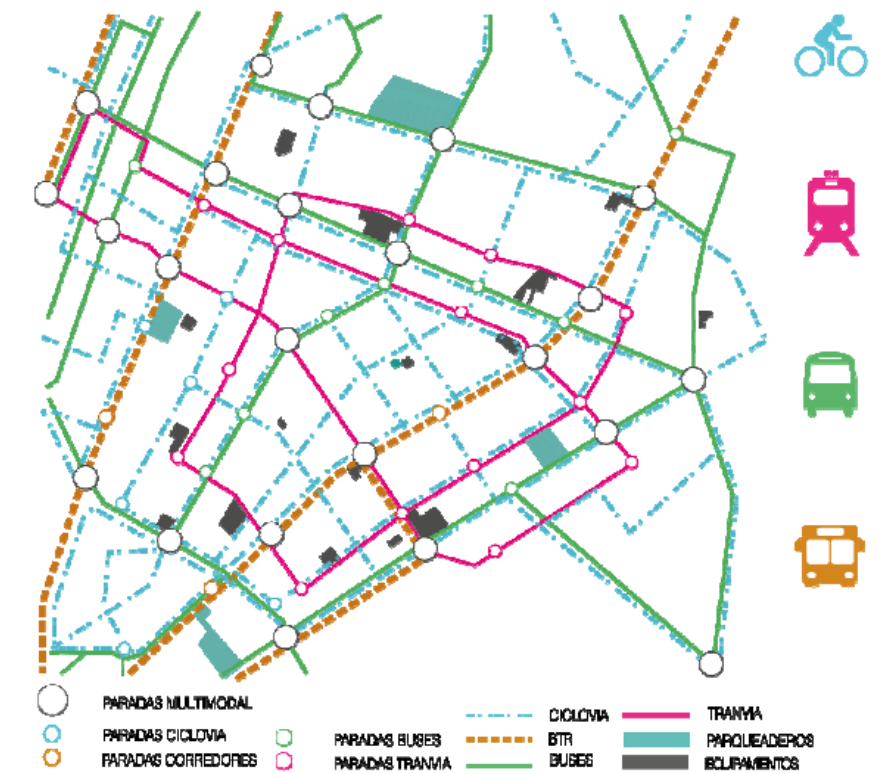 PARADAS MULTIMODAL
PARADAS CICLOVIA
PARADAS CORREDORES
PARADAS BUSES
PARADAS TRANVIA
CICLOVIA
BTR
BUSES
TRANVIA
PARQUEADEROS
EQUIPAMENTOS